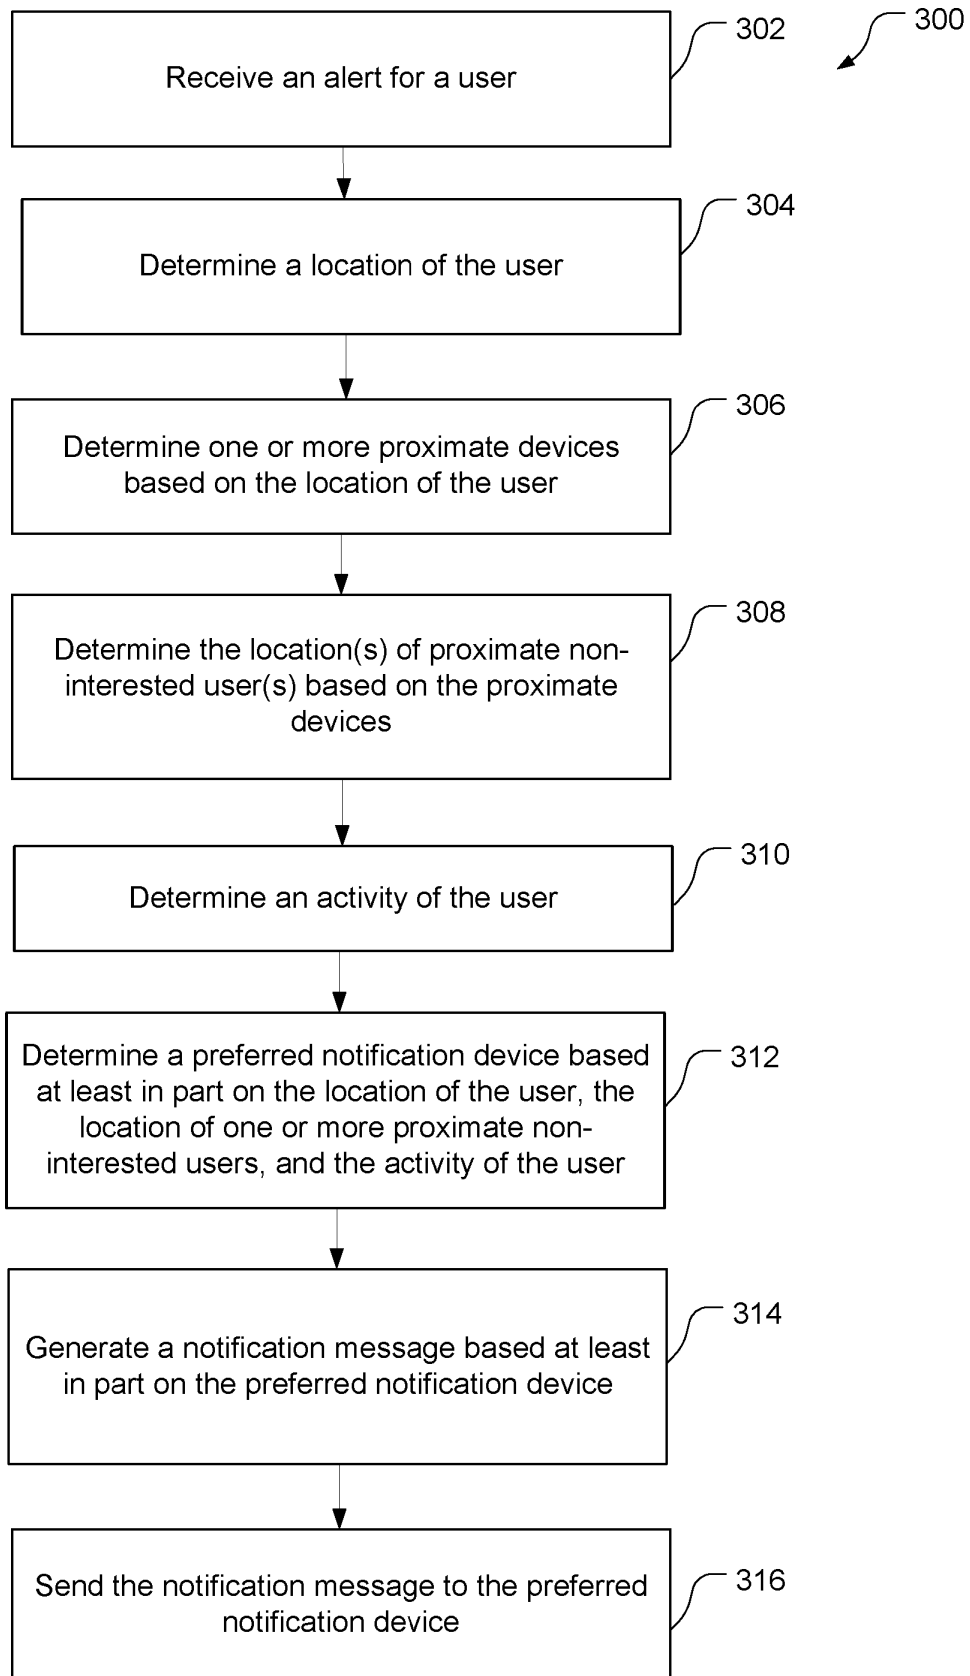 300
302
Receive an alert for a user
304
Determine a location of the user
306
Determine one or more proximate devices
based on the location of the user
308
Determine the location(s) of proximate non-
interested user(s) based on the proximate
devices
310
Determine an activity of the user
312
Determine a preferred notification device based
at least in part on the location of the user, the
location of one or more proximate non-
interested users, and the activity of the user
314
Generate a notification message based at least
in part on the preferred notification device
316
Send the notification message to the preferred
notification device